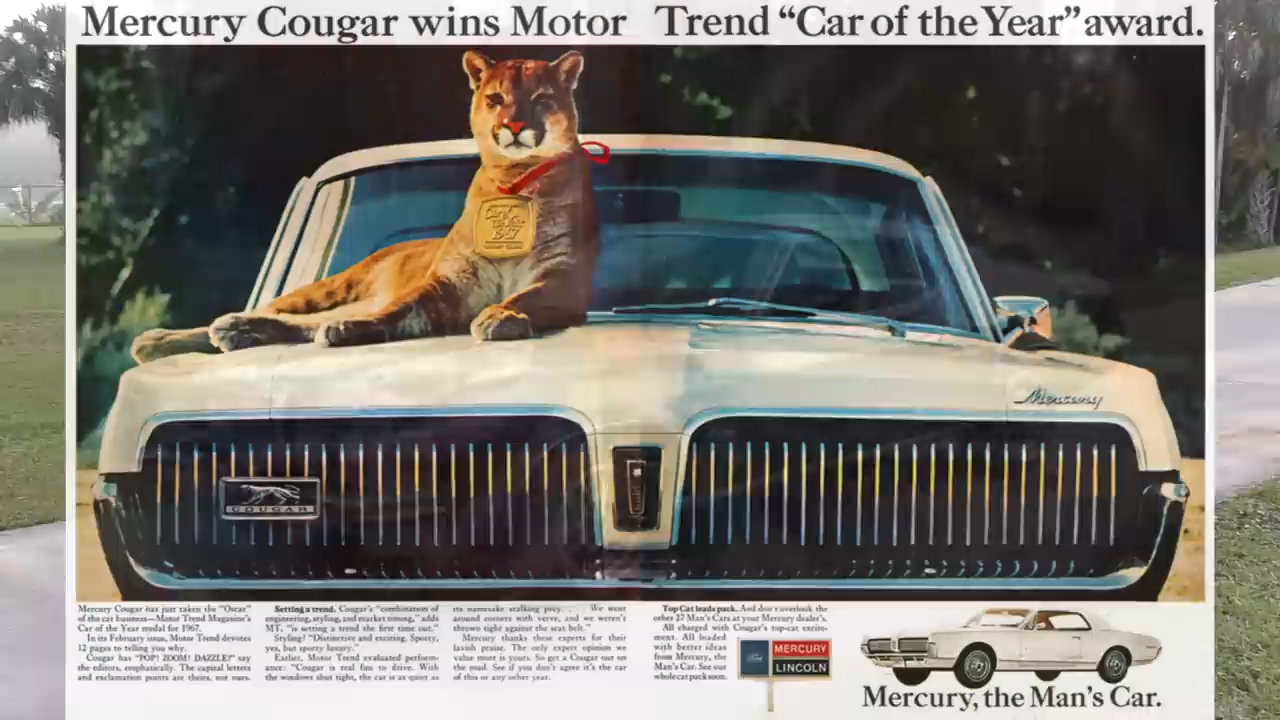 Mercury Cougar wins Motor Trend “Car of the Year” award.
Car of
the Year
1967
Mercury
COUGAR
Mercury Cougar has just taken the “Oscar”
of the car business—Motor Trend Magazine's
Car of the Year medal for 1967.
In its February issue, Motor Trend devotes
12 pages to telling you why.
Cougar has “POP! ZOOM! DAZZLE!” say
the editors, emphatically. The capital letters
and exclamation points are theirs, not ours.
Setting a trend. Cougar's “combination of
engineering, styling, and market timing,” adds
MT, “is setting a trend the first time out.”
Styling? “Distinctive and exciting. Sporty,
yes, but sporty luxury.”
Earlier, Motor Trend evaluated perform-
ance: “Cougar is real fun to drive. With
the windows shut tight, the car is as quiet as
its namesake stalking prey. . . . We went
around corners with verve, and we weren't
thrown tight against the seat belt.”
Mercury thanks these experts for their
lavish praise. The only expert opinion we
value more is yours. So get a Cougar out on
the road. See if you don't agree it's the car
of this or any other year.
Top Cat leads pack. And don't overlook the
other 27 Man's Cars at your Mercury dealer's.
All charged with Cougar's top-cat excite-
ment. All loaded
with better ideas
from Mercury, the
Man's Car. See our
whole cat pack soon.
Ford
MERCURY
LINCOLN
Mercury, the Man's Car.